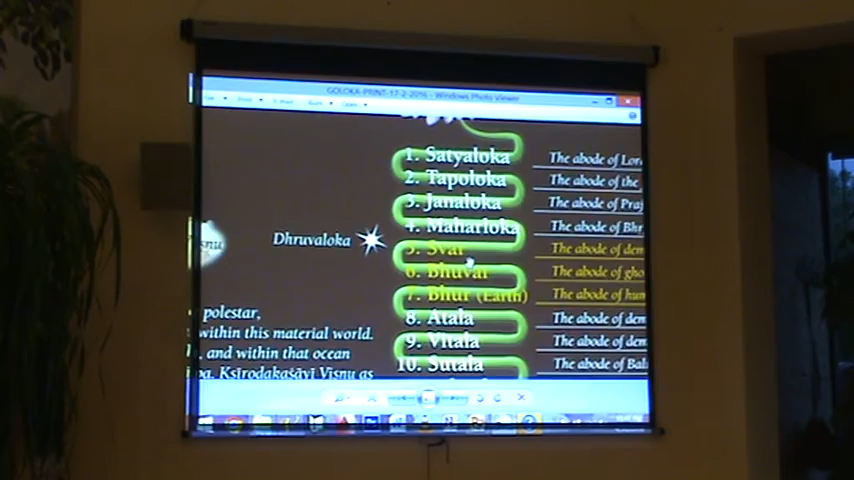 GOLOKA-PRINT-17-2-2016 - Windows Photo Viewer
1. Satyaloka The abode of Lor
2. Tapoloka The abode of the
3. Janaloka The abode of Praj
4. Maharloka The abode of Bhr
Dhruvaloka
5. Svar The abode of dem
6. Bhuvar The abode of gho
7. Bhur (Earth) The abode of hum
8. Atala The abode of dem
9. Vitala The abode of dem
10. Sutala The abode of Bal
polestar,
within this material world.
, and within that ocean
Kṣīrodakaśāyī Viṣṇu as